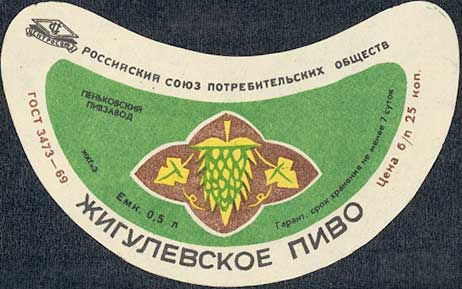 ЦЕНТРОСОЮЗ
РОССИЙСКИЙ СОЮЗ ПОТРЕБИТЕЛЬСКИХ ОБЩЕСТВ
ПЕНЬКОВСКИЙ
ПИВЗАВОД
ГОСТ 3473—69
Емк. 0,5 л
Гарант. срок хранения не менее 7 суток
Цена б/п 25 коп.
ЖИГУЛЕВСКОЕ ПИВО